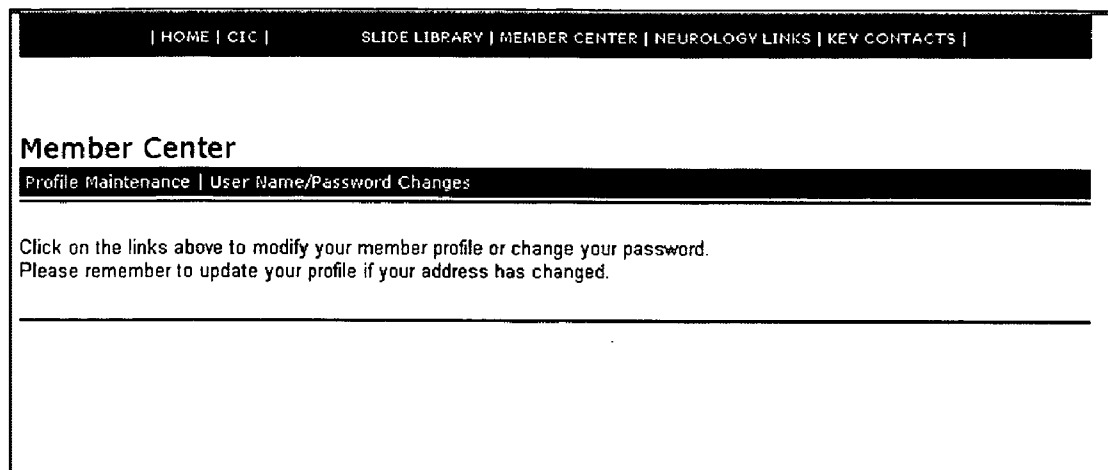 | HOME | CIC | SLIDE LIBRARY | MEMBER CENTER | NEUROLOGY LINKS | KEY CONTACTS |
Member Center
Profile Maintenance | User Name/Password Changes
Click on the links above to modify your member profile or change your password.
Please remember to update your profile if your address has changed.